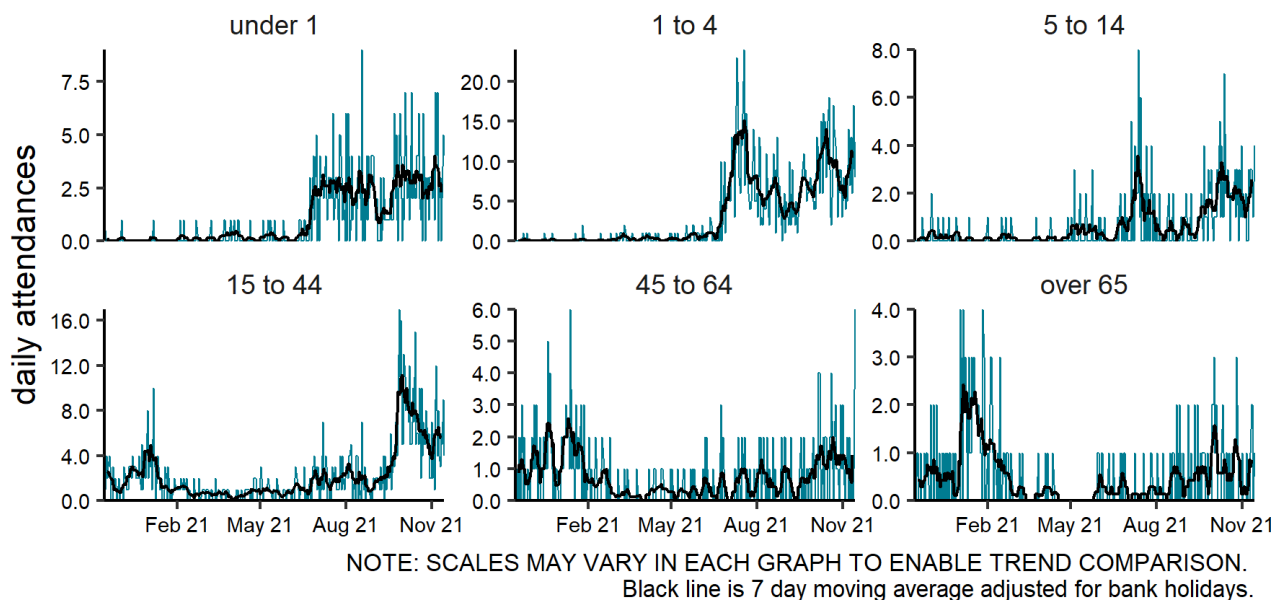 under 1
1 to 4
5 to 14
7.5
5.0
2.5
0.0
20.0
15.0
10.0
5.0
0.0
8.0
6.0
4.0
2.0
0.0
daily attendances
15 to 44
45 to 64
over 65
16.0
12.0
8.0
4.0
0.0
6.0
5.0
4.0
3.0
2.0
1.0
0.0
4.0
3.0
2.0
1.0
0.0
Feb 21 May 21 Aug 21 Nov 21
Feb 21 May 21 Aug 21 Nov 21
Feb 21 May 21 Aug 21 Nov 21
NOTE: SCALES MAY VARY IN EACH GRAPH TO ENABLE TREND COMPARISON.
Black line is 7 day moving average adjusted for bank holidays.